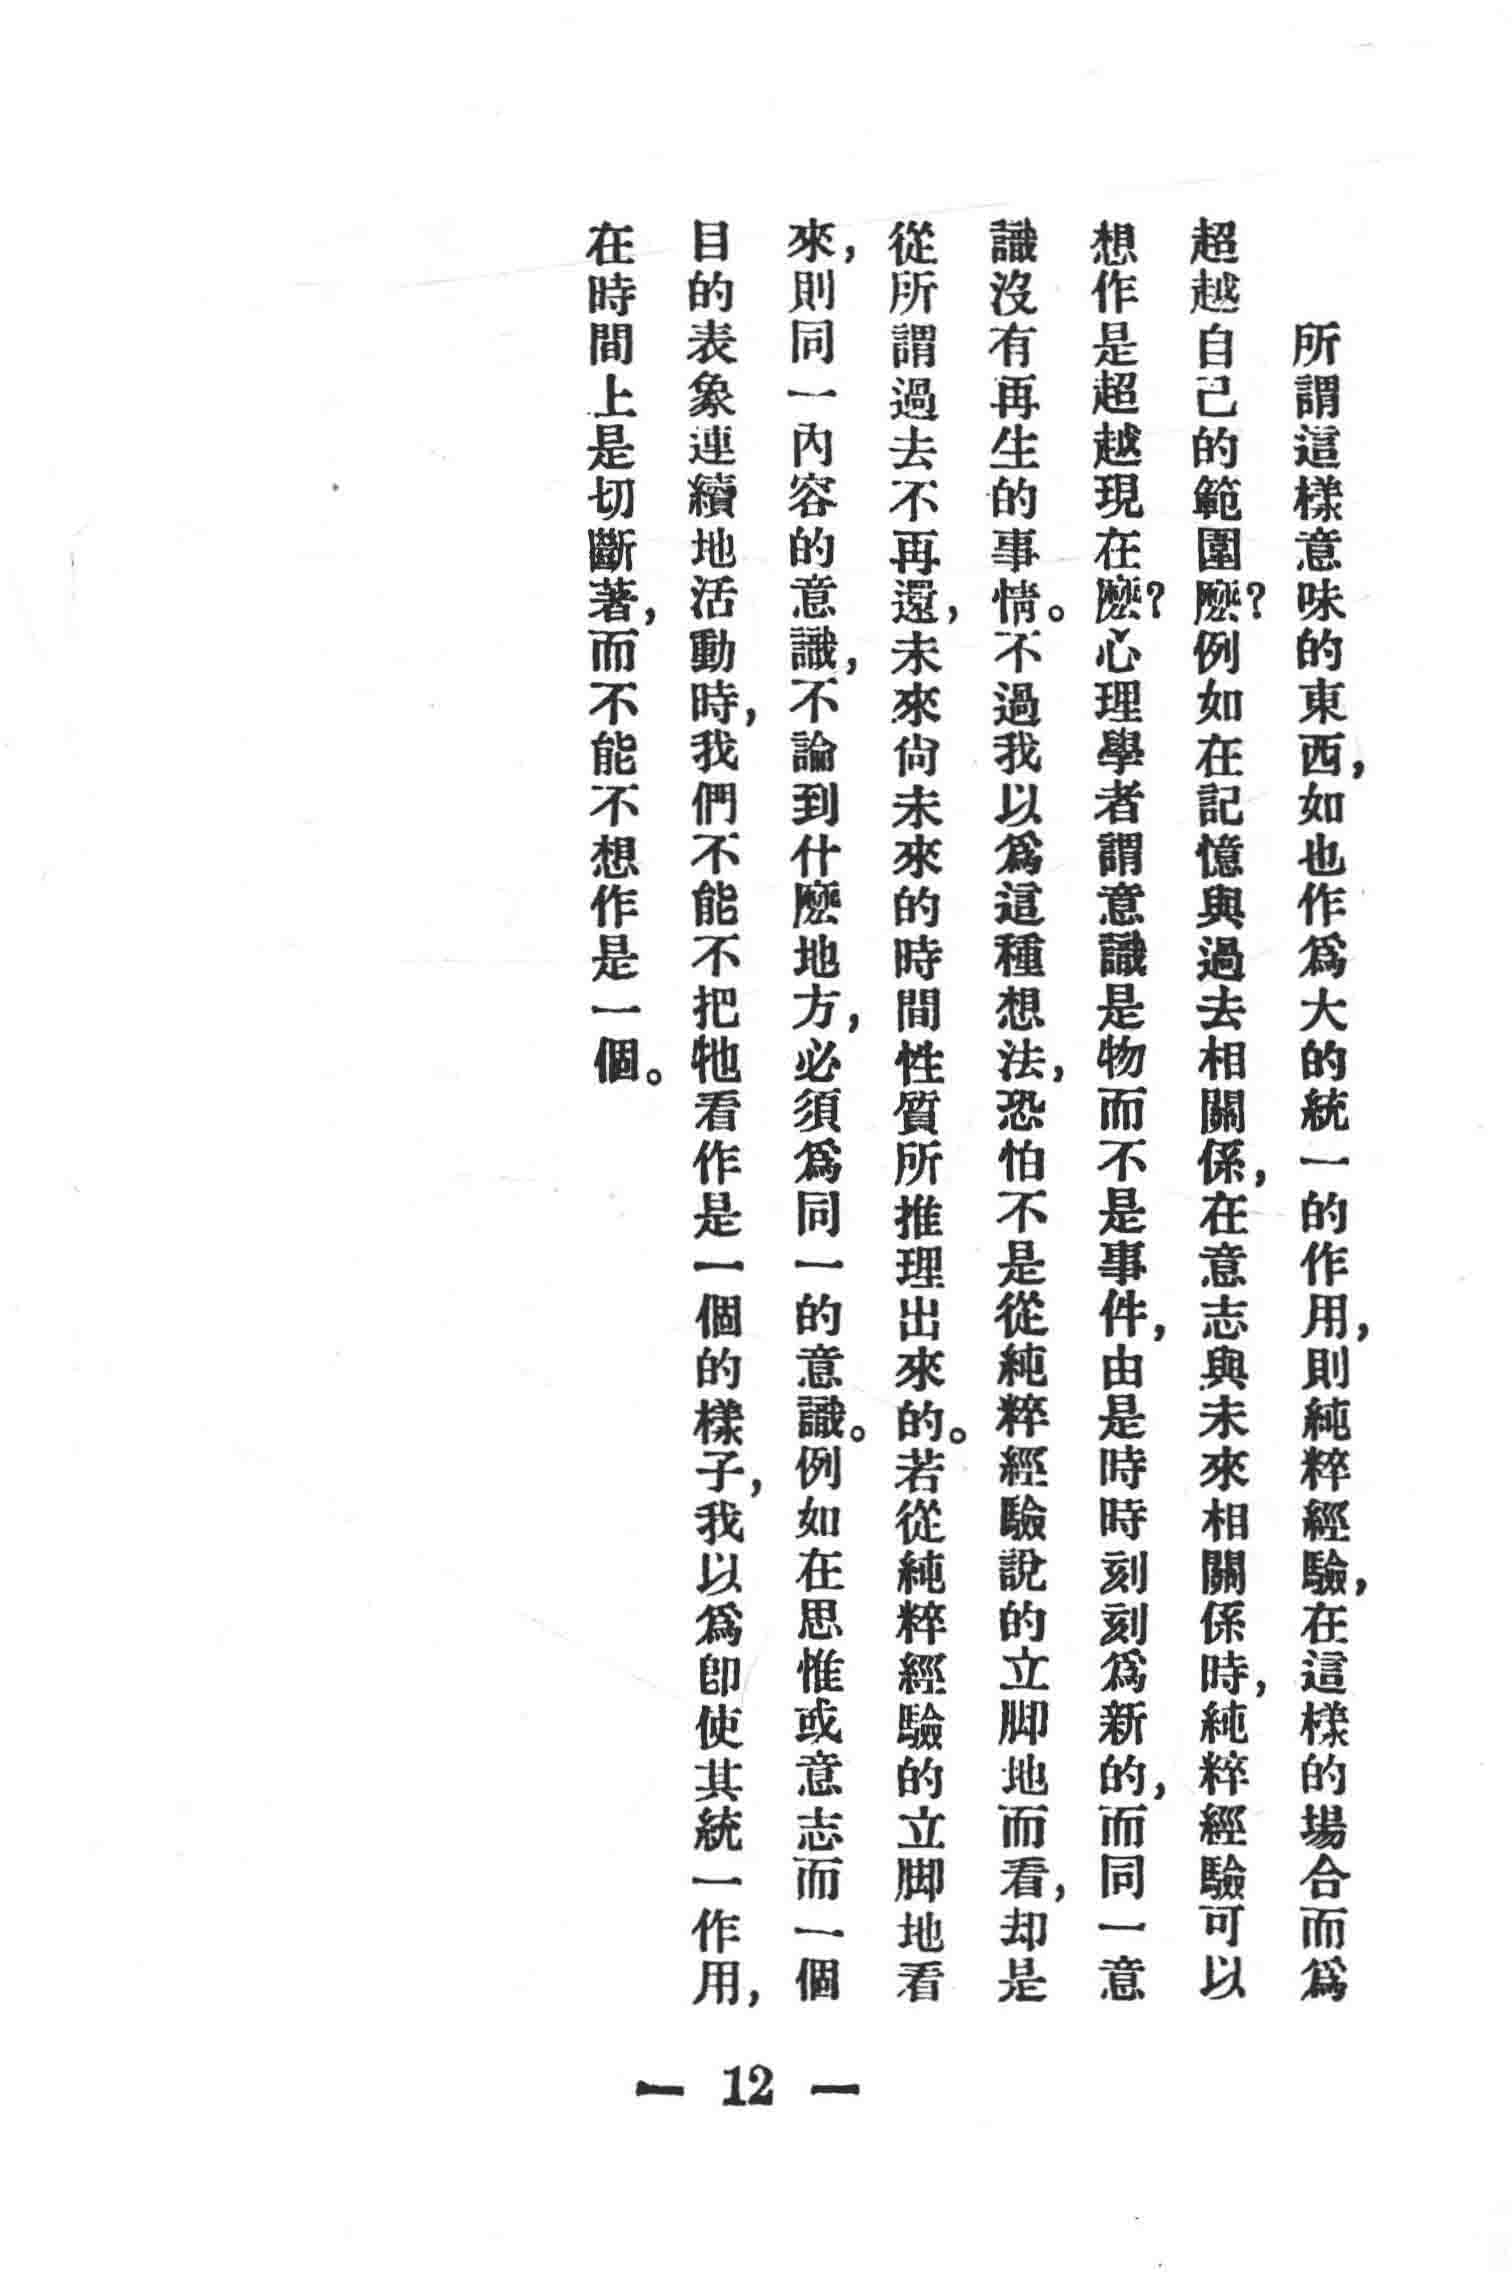 所謂這樣意味的東西，如也作爲大的統一的作用，則純粹經驗，在這樣的場合而爲
超越自己的範圍麽？例如在記憶與過去相關係，在意志與未來相關係時，純粹經驗可以
想作是超越現在麽？心理學者謂意識是物而不是事件，由是時時刻刻爲新的，而同一意
識沒有再生的事情。不過我以爲這種想法，恐怕不是從純粹經驗說的立脚地而看，却是
從所謂過去不再還，未來尙未來的時間性質所推理出來的。若從純粹經驗的立脚地看
來，則同一內容的意識，不論到什麽地方，必須爲同一的意識。例如在思惟或意志而一個
目的表象連續地活動時，我們不能不把牠看作是一個的樣子，我以爲卽使其統一作用，
在時間上是切斷著，而不能不想作是一個。
— 12 —